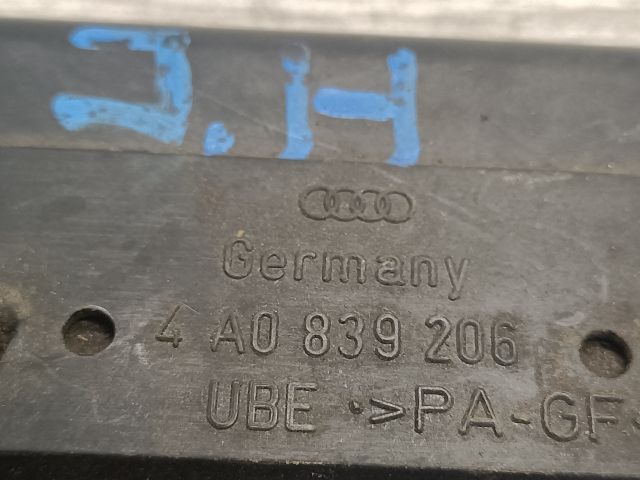 J.H
Germany
4 A0 839 206
UBE ·>PA-GF